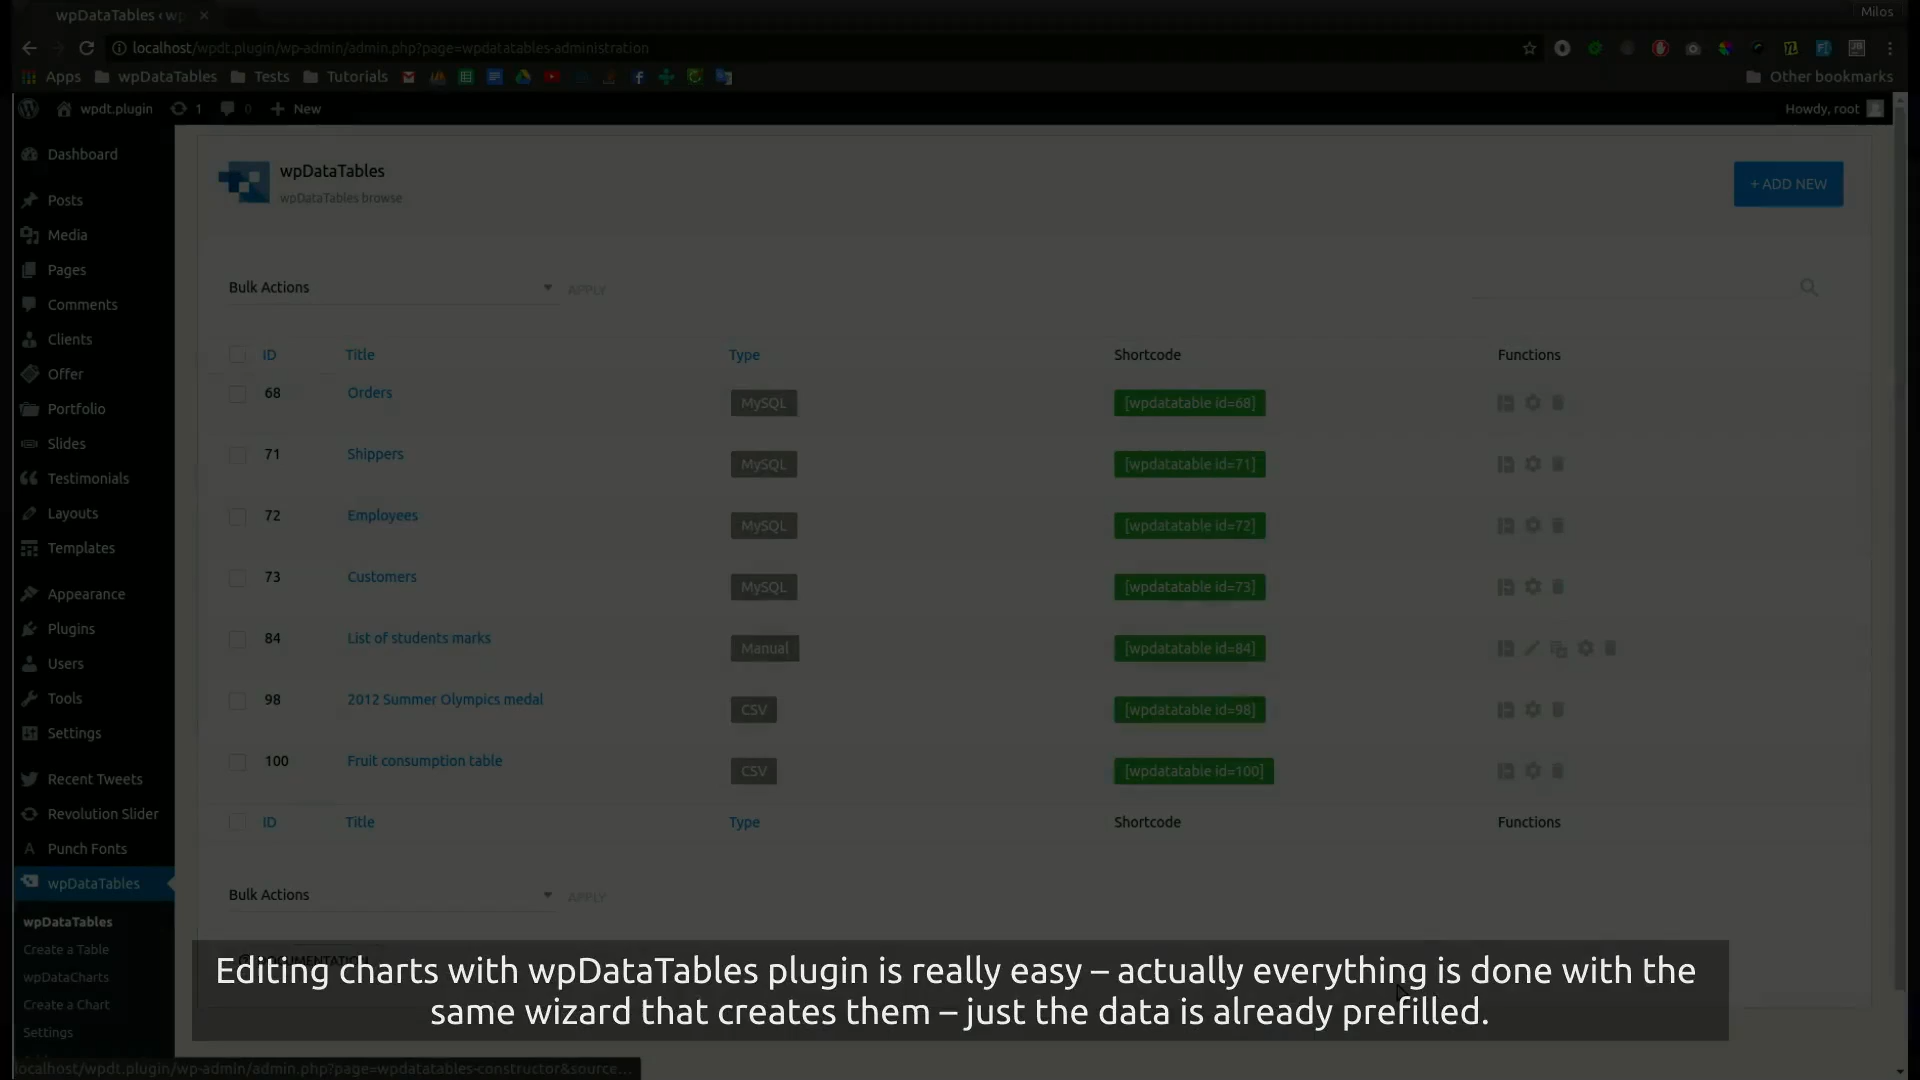 wpDataTables ‹ wp
Milos
localhost/wpdt.plugin/wp-admin/admin.php?page=wpdatatables-administration
Apps
wpDataTables
Tests
Tutorials
Other bookmarks
wpdt.plugin
1
0
New
Howdy, root
Dashboard
Posts
Media
Pages
Comments
Clients
Offer
Portfolio
Slides
Testimonials
Layouts
Templates
Appearance
Plugins
Users
Tools
Settings
Recent Tweets
Revolution Slider
Punch Fonts
wpDataTables
wpDataTables
Create a Table
wpDataCharts
Create a Chart
Settings
wpDataTables
wpDataTables browse
+ ADD NEW
Bulk Actions
APPLY
ID Title Type Shortcode Functions
68 Orders MySQL [wpdatatable id=68]
71 Shippers MySQL [wpdatatable id=71]
72 Employees MySQL [wpdatatable id=72]
73 Customers MySQL [wpdatatable id=73]
84 List of students marks Manual [wpdatatable id=84]
98 2012 Summer Olympics medal CSV [wpdatatable id=98]
100 Fruit consumption table CSV [wpdatatable id=100]
ID Title Type Shortcode Functions
Bulk Actions
APPLY
Editing charts with wpDataTables plugin is really easy – actually everything is done with the
same wizard that creates them – just the data is already prefilled.
localhost/wpdt.plugin/wp-admin/admin.php?page=wpdatatables-constructor&source...